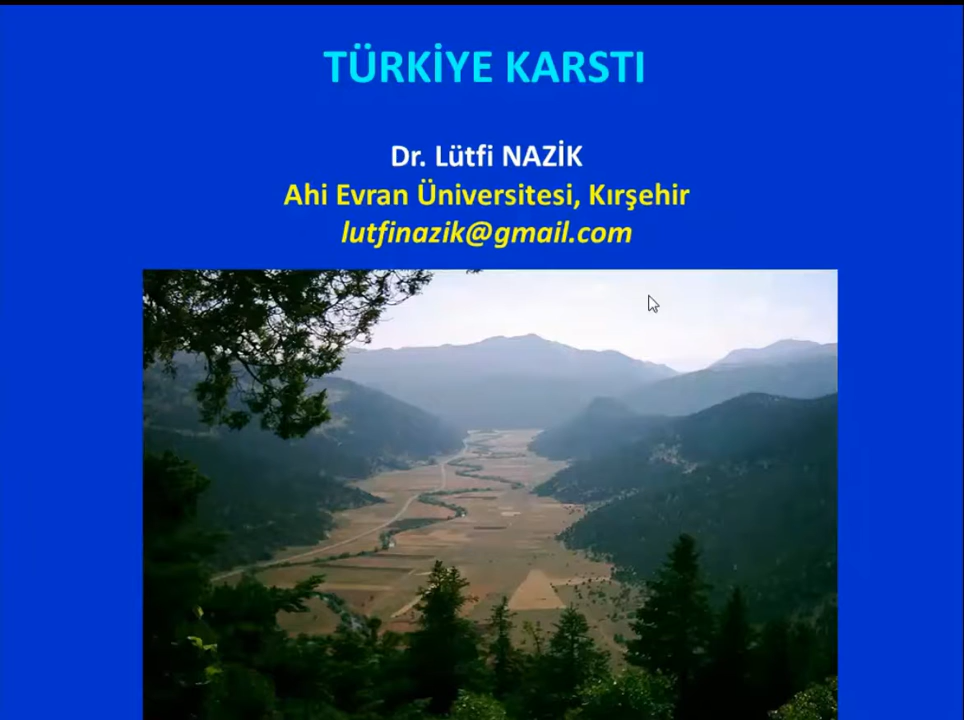 TÜRKİYE KARSTI
Dr. Lütfi NAZİK
Ahi Evran Üniversitesi, Kırşehir
lutfinazik@gmail.com